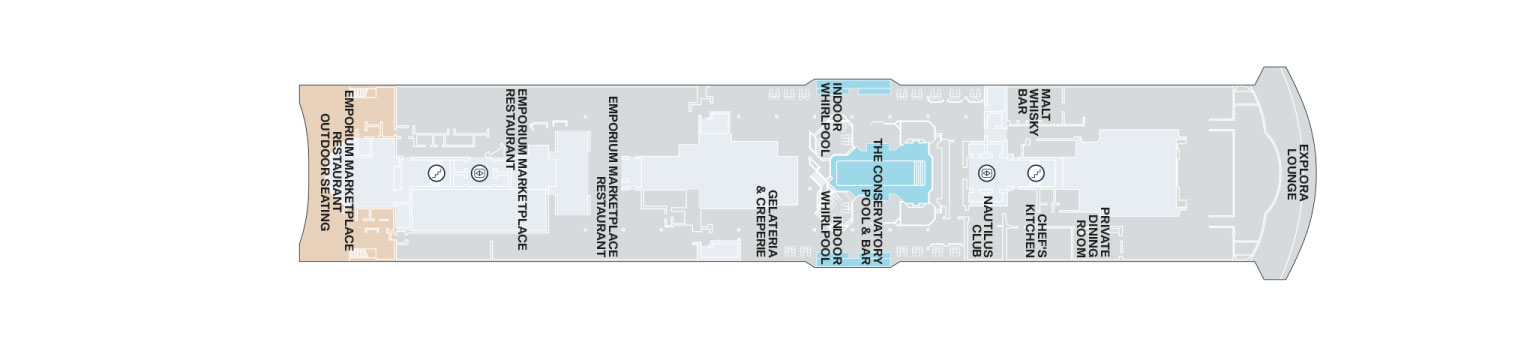 EMPORIUM MARKETPLACE
RESTAURANT
OUTDOOR SEATING
EMPORIUM MARKETPLACE
RESTAURANT
EMPORIUM MARKETPLACE
RESTAURANT
GELATERIA
& CREPERIE
INDOOR
WHIRLPOOL
INDOOR
WHIRLPOOL
THE CONSERVATORY
POOL & BAR
NAUTILUS
CLUB
MALT
WHISKY
BAR
CHEF'S
KITCHEN
PRIVATE
DINING
ROOM
EXPLORA
LOUNGE